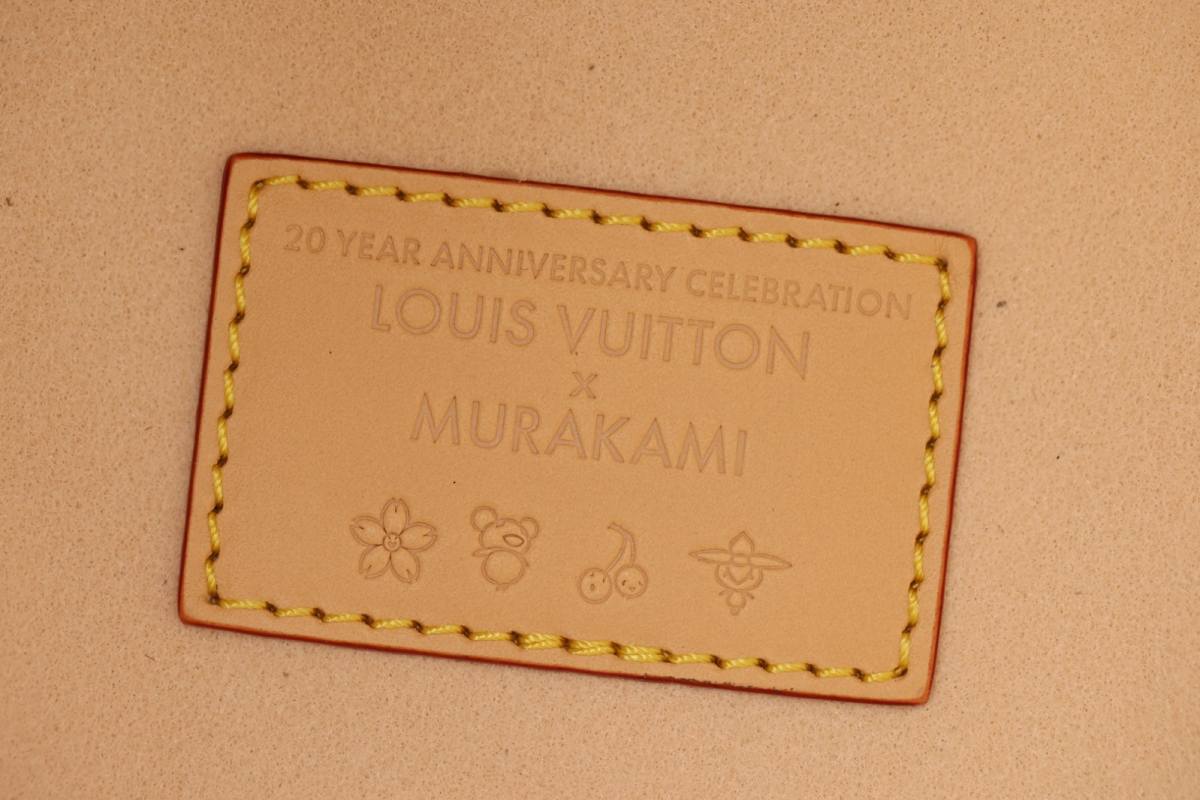 20 YEAR ANNIVERSARY CELEBRATION
LOUIS VUITTON
x
MURAKAMI